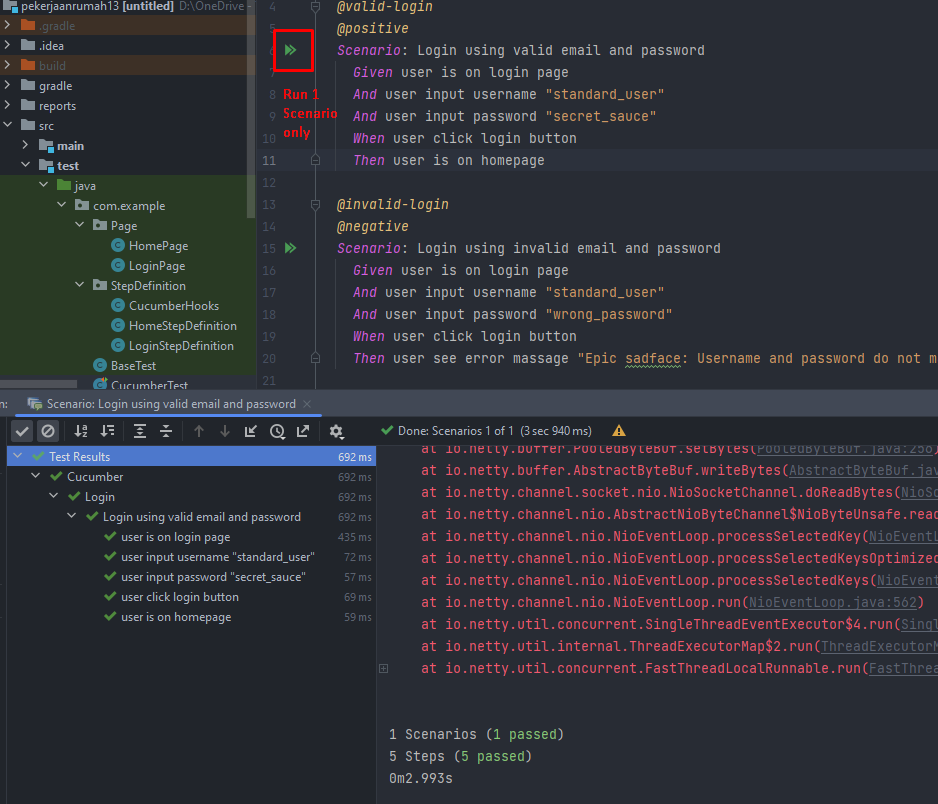 pekerjaanrumah13 [untitled] D:\OneDrive -
.gradle
.idea
build
gradle
reports
src
main
test
java
com.example
Page
HomePage
LoginPage
StepDefinition
CucumberHooks
HomeStepDefinition
LoginStepDefinition
BaseTest
CucumberTest
4 @valid-login
5 @positive
6 Scenario: Login using valid email and password
7 Given user is on login page
8 And user input username "standard_user"
9 And user input password "secret_sauce"
10 When user click login button
11 Then user is on homepage
12
13 @invalid-login
14 @negative
15 Scenario: Login using invalid email and password
16 Given user is on login page
17 And user input username "standard_user"
18 And user input password "wrong_password"
19 When user click login button
20 Then user see error massage "Epic sadface: Username and password do not m
21
Run 1
Scenario
only
n: Scenario: Login using valid email and password
Done: Scenarios 1 of 1 (3 sec 940 ms)
Test Results 692 ms
Cucumber 692 ms
Login 692 ms
Login using valid email and password 692 ms
user is on login page 435 ms
user input username "standard_user" 72 ms
user input password "secret_sauce" 57 ms
user click login button 69 ms
user is on homepage 59 ms
at io.netty.buffer.PooledByteBuf.setBytes(PooledByteBuf.java:256)
at io.netty.buffer.AbstractByteBuf.writeBytes(AbstractByteBuf.jav
at io.netty.channel.socket.nio.NioSocketChannel.doReadBytes(NioSo
at io.netty.channel.nio.AbstractNioByteChannel$NioByteUnsafe.read
at io.netty.channel.nio.NioEventLoop.processSelectedKey(NioEventL
at io.netty.channel.nio.NioEventLoop.processSelectedKeysOptimized
at io.netty.channel.nio.NioEventLoop.processSelectedKeys(NioEvent
at io.netty.channel.nio.NioEventLoop.run(NioEventLoop.java:562)
at io.netty.util.concurrent.SingleThreadEventExecutor$4.run(Singl
at io.netty.util.internal.ThreadExecutorMap$2.run(ThreadExecutorM
at io.netty.util.concurrent.FastThreadLocalRunnable.run(FastThrea
1 Scenarios (1 passed)
5 Steps (5 passed)
0m2.993s